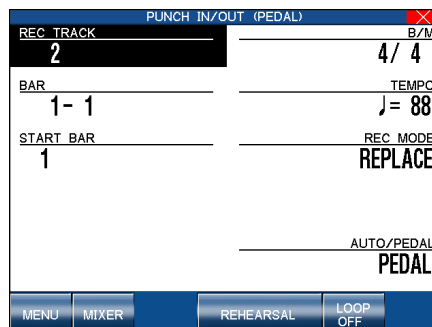 PUNCH IN/OUT (PEDAL)
REC TRACK
2
B/M
4/ 4
BAR
1- 1
TEMPO
♩= 88
START BAR
1
REC MODE
REPLACE
AUTO/PEDAL
PEDAL
MENU
MIXER
REHEARSAL
LOOP
OFF